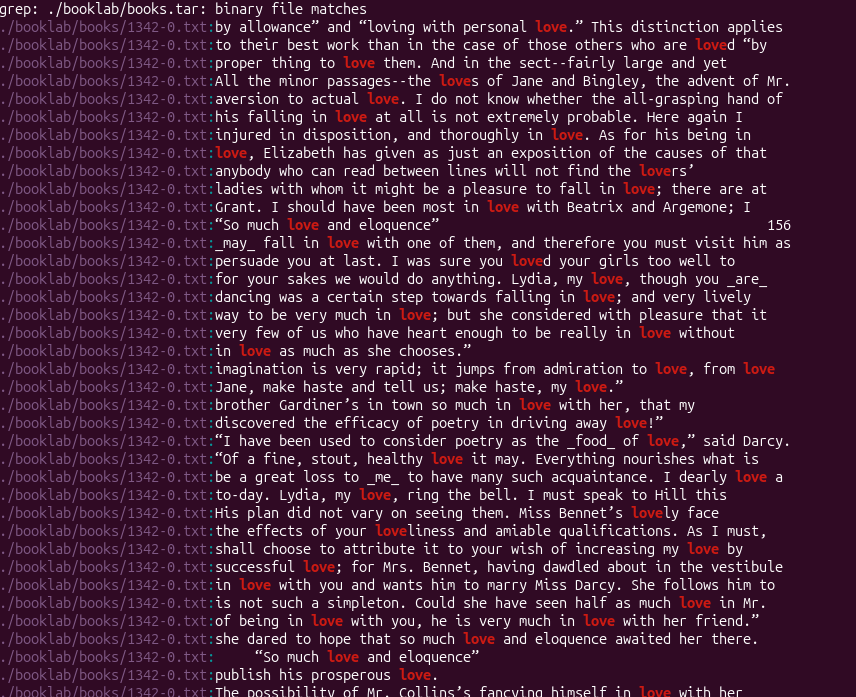 grep: ./booklab/books.tar: binary file matches
./booklab/books/1342-0.txt:by allowance” and “loving with personal love.” This distinction applies
./booklab/books/1342-0.txt:to their best work than in the case of those others who are loved “by
./booklab/books/1342-0.txt:proper thing to love them. And in the sect--fairly large and yet
./booklab/books/1342-0.txt:All the minor passages--the loves of Jane and Bingley, the advent of Mr.
./booklab/books/1342-0.txt:aversion to actual love. I do not know whether the all-grasping hand of
./booklab/books/1342-0.txt:his falling in love at all is not extremely probable. Here again I
./booklab/books/1342-0.txt:injured in disposition, and thoroughly in love. As for his being in
./booklab/books/1342-0.txt:love, Elizabeth has given as just an exposition of the causes of that
./booklab/books/1342-0.txt:anybody who can read between lines will not find the lovers’
./booklab/books/1342-0.txt:ladies with whom it might be a pleasure to fall in love; there are at
./booklab/books/1342-0.txt:Grant. I should have been most in love with Beatrix and Argemone; I
./booklab/books/1342-0.txt:“So much love and eloquence” 156
./booklab/books/1342-0.txt:_may_ fall in love with one of them, and therefore you must visit him as
./booklab/books/1342-0.txt:persuade you at last. I was sure you loved your girls too well to
./booklab/books/1342-0.txt:for your sakes we would do anything. Lydia, my love, though you _are_
./booklab/books/1342-0.txt:dancing was a certain step towards falling in love; and very lively
./booklab/books/1342-0.txt:way to be very much in love; but she considered with pleasure that it
./booklab/books/1342-0.txt:very few of us who have heart enough to be really in love without
./booklab/books/1342-0.txt:in love as much as she chooses.”
./booklab/books/1342-0.txt:imagination is very rapid; it jumps from admiration to love, from love
./booklab/books/1342-0.txt:Jane, make haste and tell us; make haste, my love.”
./booklab/books/1342-0.txt:brother Gardiner’s in town so much in love with her, that my
./booklab/books/1342-0.txt:discovered the efficacy of poetry in driving away love!”
./booklab/books/1342-0.txt:“I have been used to consider poetry as the _food_ of love,” said Darcy.
./booklab/books/1342-0.txt:“Of a fine, stout, healthy love it may. Everything nourishes what is
./booklab/books/1342-0.txt:be a great loss to _me_ to have many such acquaintance. I dearly love a
./booklab/books/1342-0.txt:to-day. Lydia, my love, ring the bell. I must speak to Hill this
./booklab/books/1342-0.txt:His plan did not vary on seeing them. Miss Bennet’s lovely face
./booklab/books/1342-0.txt:the effects of your loveliness and amiable qualifications. As I must,
./booklab/books/1342-0.txt:shall choose to attribute it to your wish of increasing my love by
./booklab/books/1342-0.txt:successful love; for Mrs. Bennet, having dawdled about in the vestibule
./booklab/books/1342-0.txt:in love with you and wants him to marry Miss Darcy. She follows him to
./booklab/books/1342-0.txt:is not such a simpleton. Could she have seen half as much love in Mr.
./booklab/books/1342-0.txt:of being in love with you, he is very much in love with her friend.”
./booklab/books/1342-0.txt:she dared to hope that so much love and eloquence awaited her there.
./booklab/books/1342-0.txt:     “So much love and eloquence”
./booklab/books/1342-0.txt:publish his prosperous love.
./booklab/books/1342-0.txt:The possibility of Mr. Collins’s fancying himself in love with her